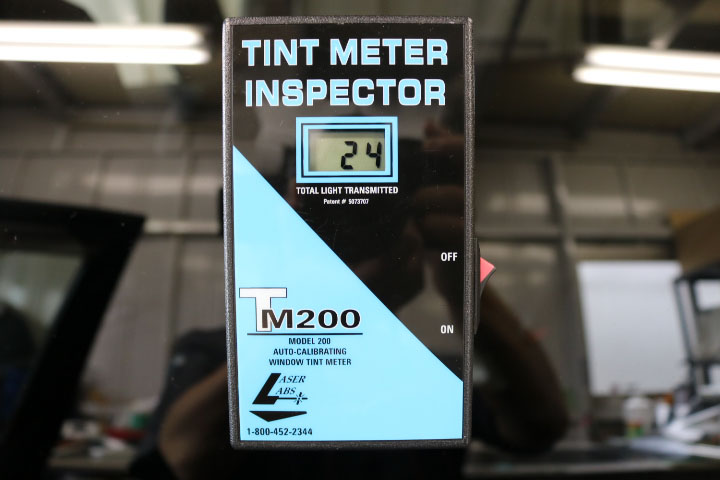 TINT METER
INSPECTOR
24
TOTAL LIGHT TRANSMITTED
Patent # 5073707
OFF
ON
TM200
MODEL 200
AUTO-CALIBRATING
WINDOW TINT METER
LASER
LABS
1-800-452-2344